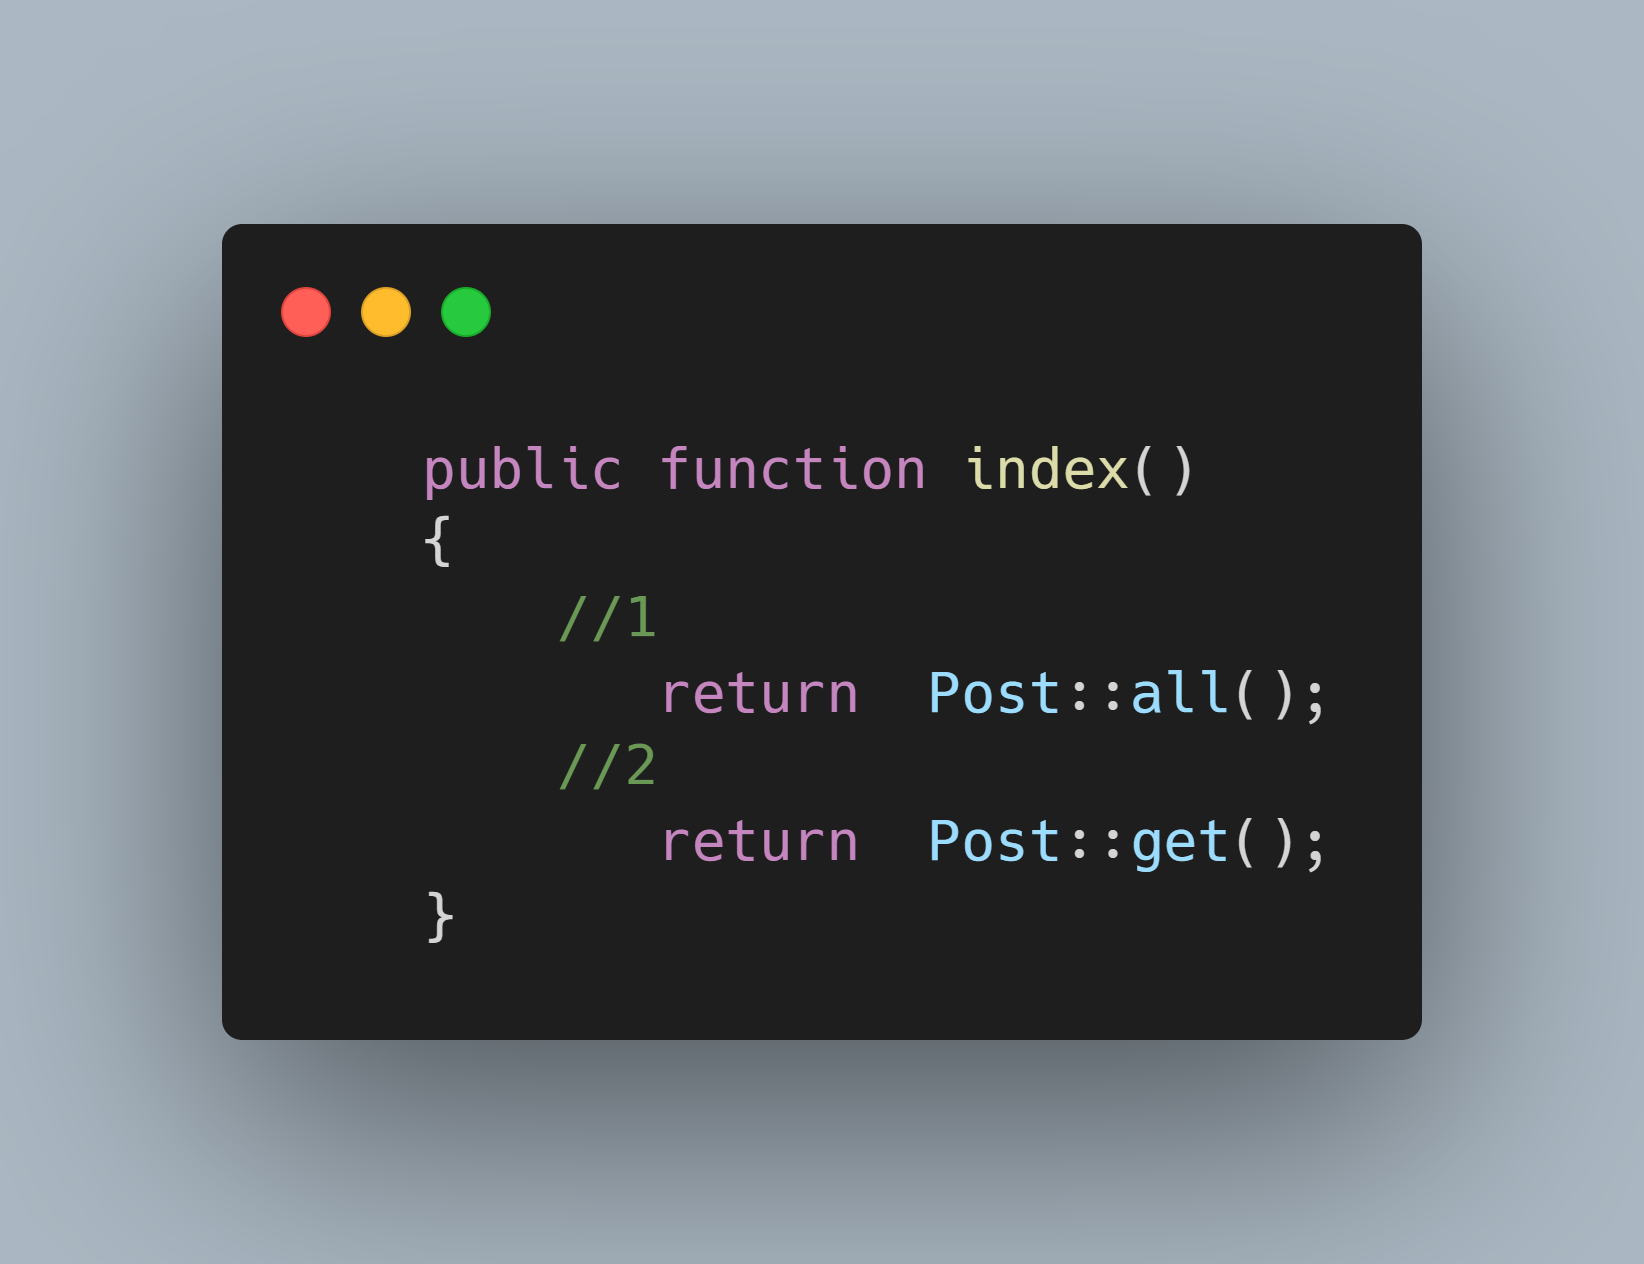 public function index()
{
    //1
       return  Post::all();
    //2
       return  Post::get();
}